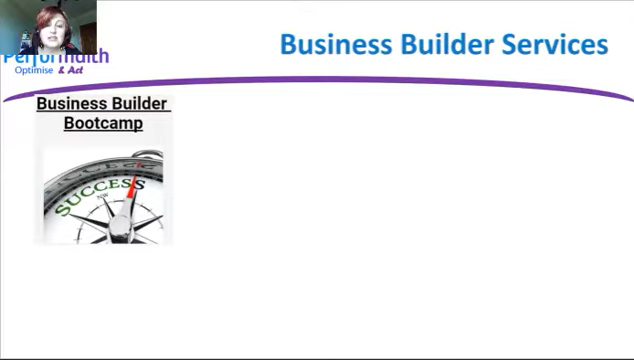 Business Builder Services
Optimise & Act
Business Builder
Bootcamp
SUCCESS